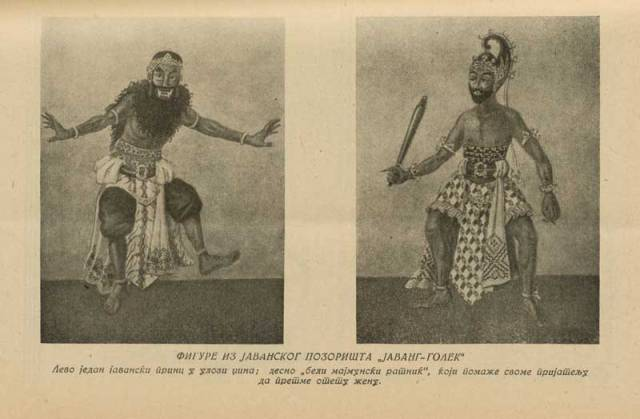 ФИГУРЕ ИЗ ЈАВАНСКОГ ПОЗОРИШТА „ЈАВАНГ-ГОЛЕК“
Лево један јавански принц у улози џина; десно „бели мајмунски ратник“, који помаже своме пријатељу
да претме отету жену.